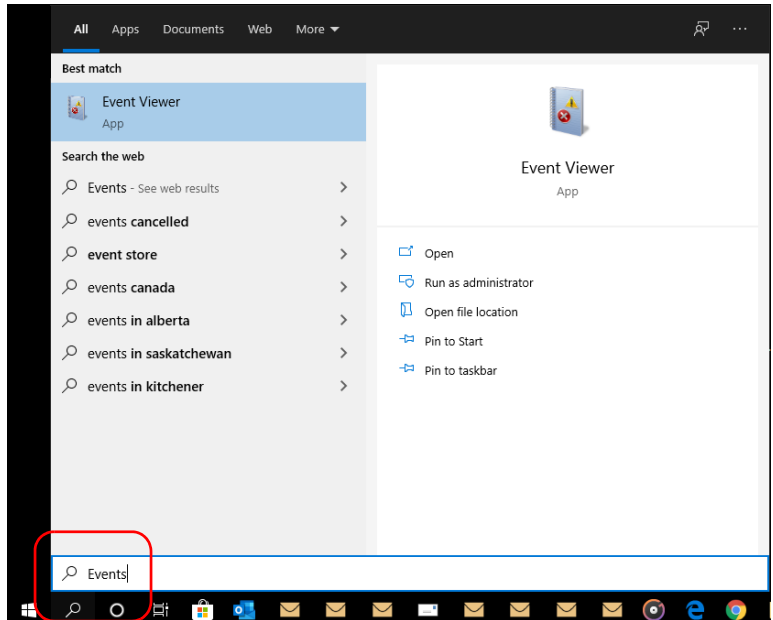 All Apps Documents Web More
Best match
Event Viewer
App
Search the web
Events - See web results
events cancelled
event store
events canada
events in alberta
events in saskatchewan
events in kitchener
Event Viewer
App
Open
Run as administrator
Open file location
Pin to Start
Pin to taskbar
Events